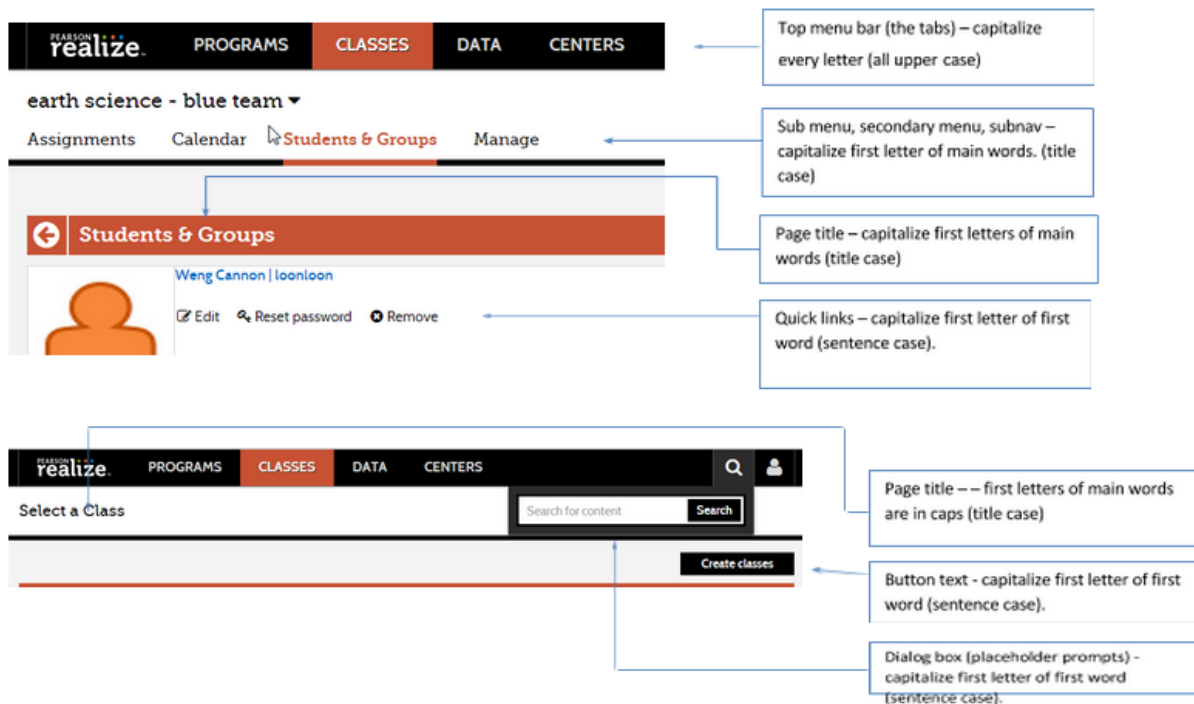 PEARSON
realize. PROGRAMS CLASSES DATA CENTERS
Top menu bar (the tabs) – capitalize
every letter (all upper case)
earth science - blue team
Assignments Calendar Students & Groups Manage
Sub menu, secondary menu, subnav –
capitalize first letter of main words. (title
case)
Students & Groups
Page title – capitalize first letters of main
words (title case)
Weng Cannon | loonloon
Edit Reset password Remove
Quick links – capitalize first letter of first
word (sentence case).
PEARSON
realize. PROGRAMS CLASSES DATA CENTERS
Select a Class
Search for content Search
Page title – – first letters of main words
are in caps (title case)
Create classes
Button text - capitalize first letter of first
word (sentence case).
Dialog box (placeholder prompts) -
capitalize first letter of first word
(sentence case).